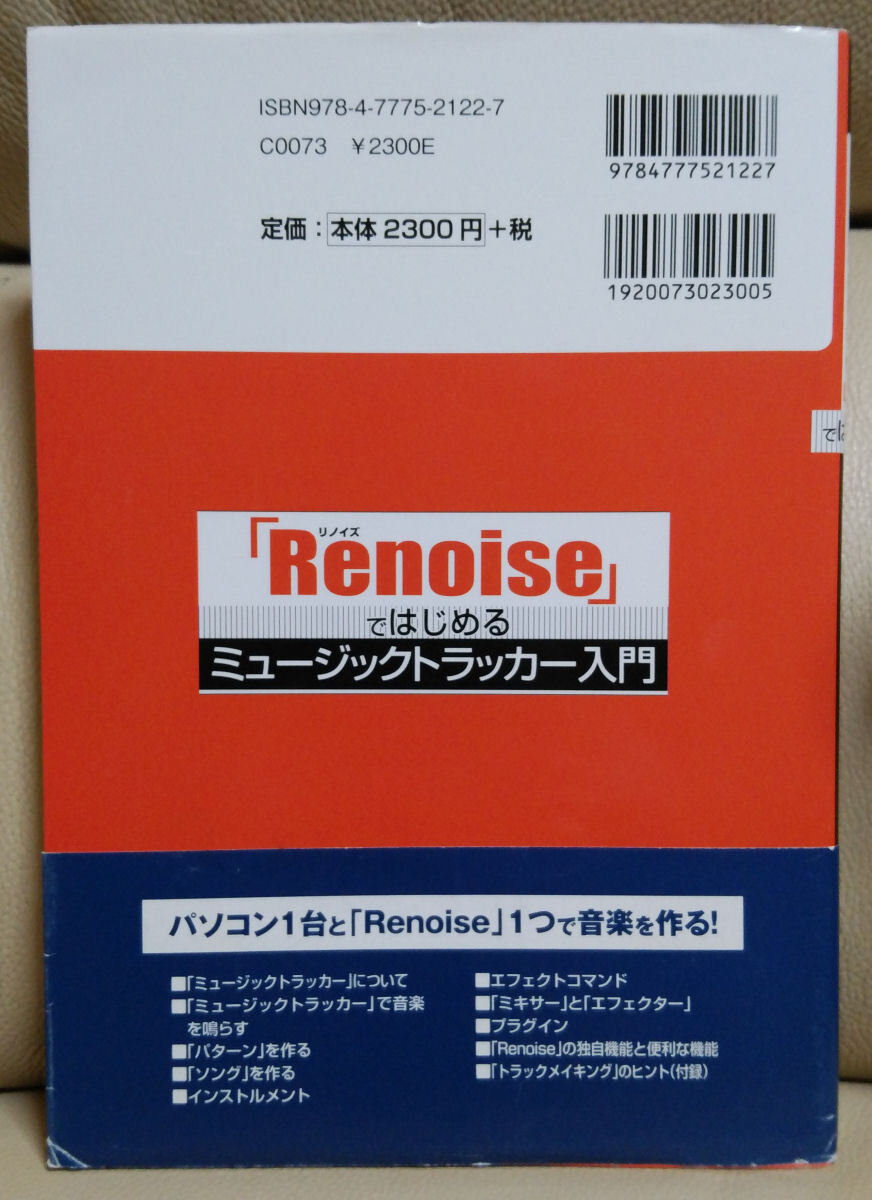 ISBN978-4-7775-2122-7
C0073 ¥2300E
9784777521227
定価：本体2300円＋税
1920073023005
では
リノイズ
「Renoise」
ではじめる
ミュージックトラッカー入門
パソコン1台と「Renoise」1つで音楽を作る!
■「ミュージックトラッカー」について
■「ミュージックトラッカー」で音楽
を鳴らす
■「パターン」を作る
■「ソング」を作る
■インストルメント
■エフェクトコマンド
■「ミキサー」と「エフェクター」
■プラグイン
■「Renoise」の独自機能と便利な機能
■「トラックメイキング」のヒント(付録)